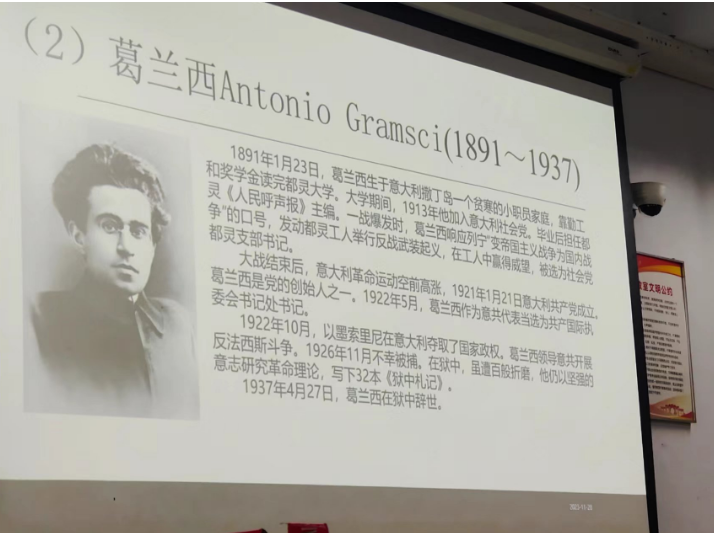 （2）葛兰西Antonio Gramsci(1891～1937)
1891年1月23日，葛兰西生于意大利撒丁岛一个贫寒的小职员家庭，靠勤工
和奖学金读完都灵大学。大学期间，1913年他加入意大利社会党。毕业后担任都
灵《人民呼声报》主编。一战爆发时，葛兰西响应列宁“变帝国主义战争为国内战
争”的口号，发动都灵工人举行反战武装起义，在工人中赢得威望，被选为社会党
都灵支部书记。
大战结束后，意大利革命运动空前高涨，1921年1月21日意大利共产党成立，
葛兰西是党的创始人之一。1922年5月，葛兰西作为意共代表当选为共产国际执
委会书记处书记。
1922年10月，以墨索里尼在意大利夺取了国家政权。葛兰西领导意共开展
反法西斯斗争。1926年11月不幸被捕。在狱中，虽遭百般折磨，他仍以坚强的
意志研究革命理论，写下32本《狱中札记》。
1937年4月27日，葛兰西在狱中辞世。
室文明公约